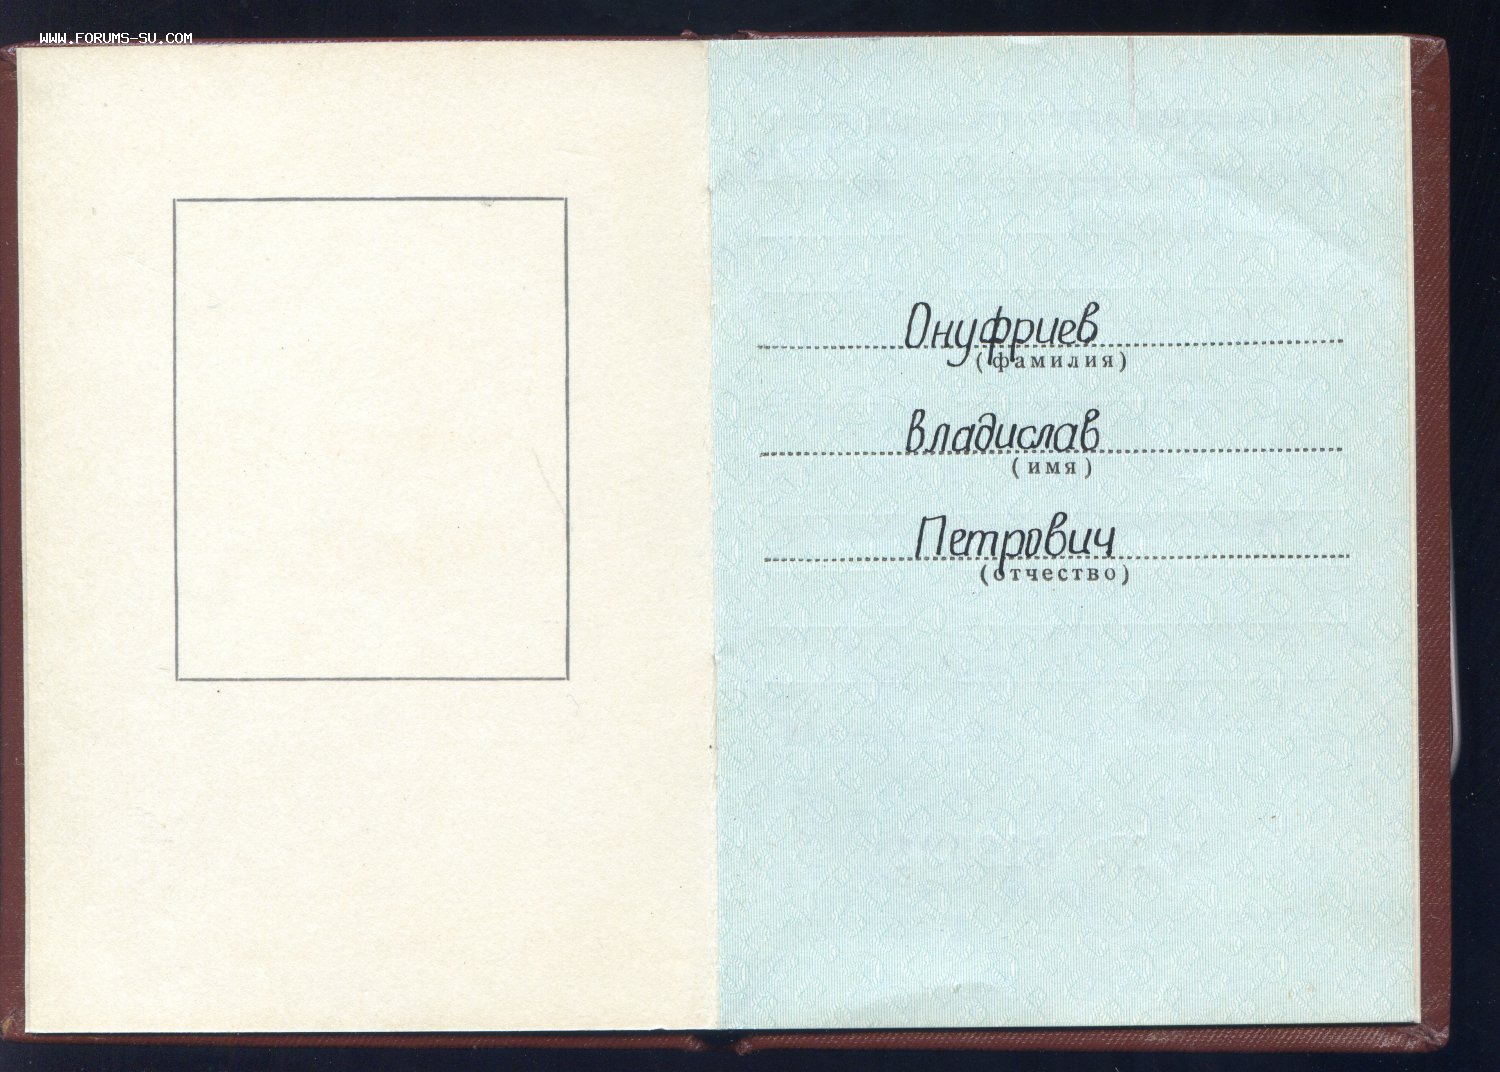 WWW.FORUMS-SU.COM
Онуфриев
(фамилия)
Владислав
(имя)
Петрович
(отчество)